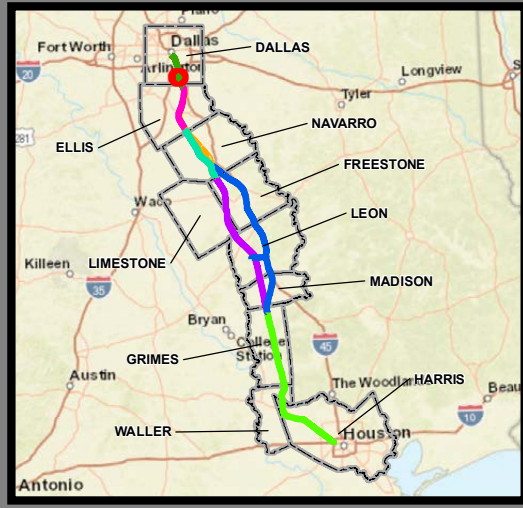 Plano
Fort Worth
Dallas
DALLAS
Arlington
20
Longview
Tyler
NAVARRO
281
ELLIS
FREESTONE
Waco
LEON
Killeen
LIMESTONE
35
MADISON
Bryan
College
Station
45
GRIMES
Austin
The Woodlan
HARRIS
Beau
10
WALLER
Houston
Antonio